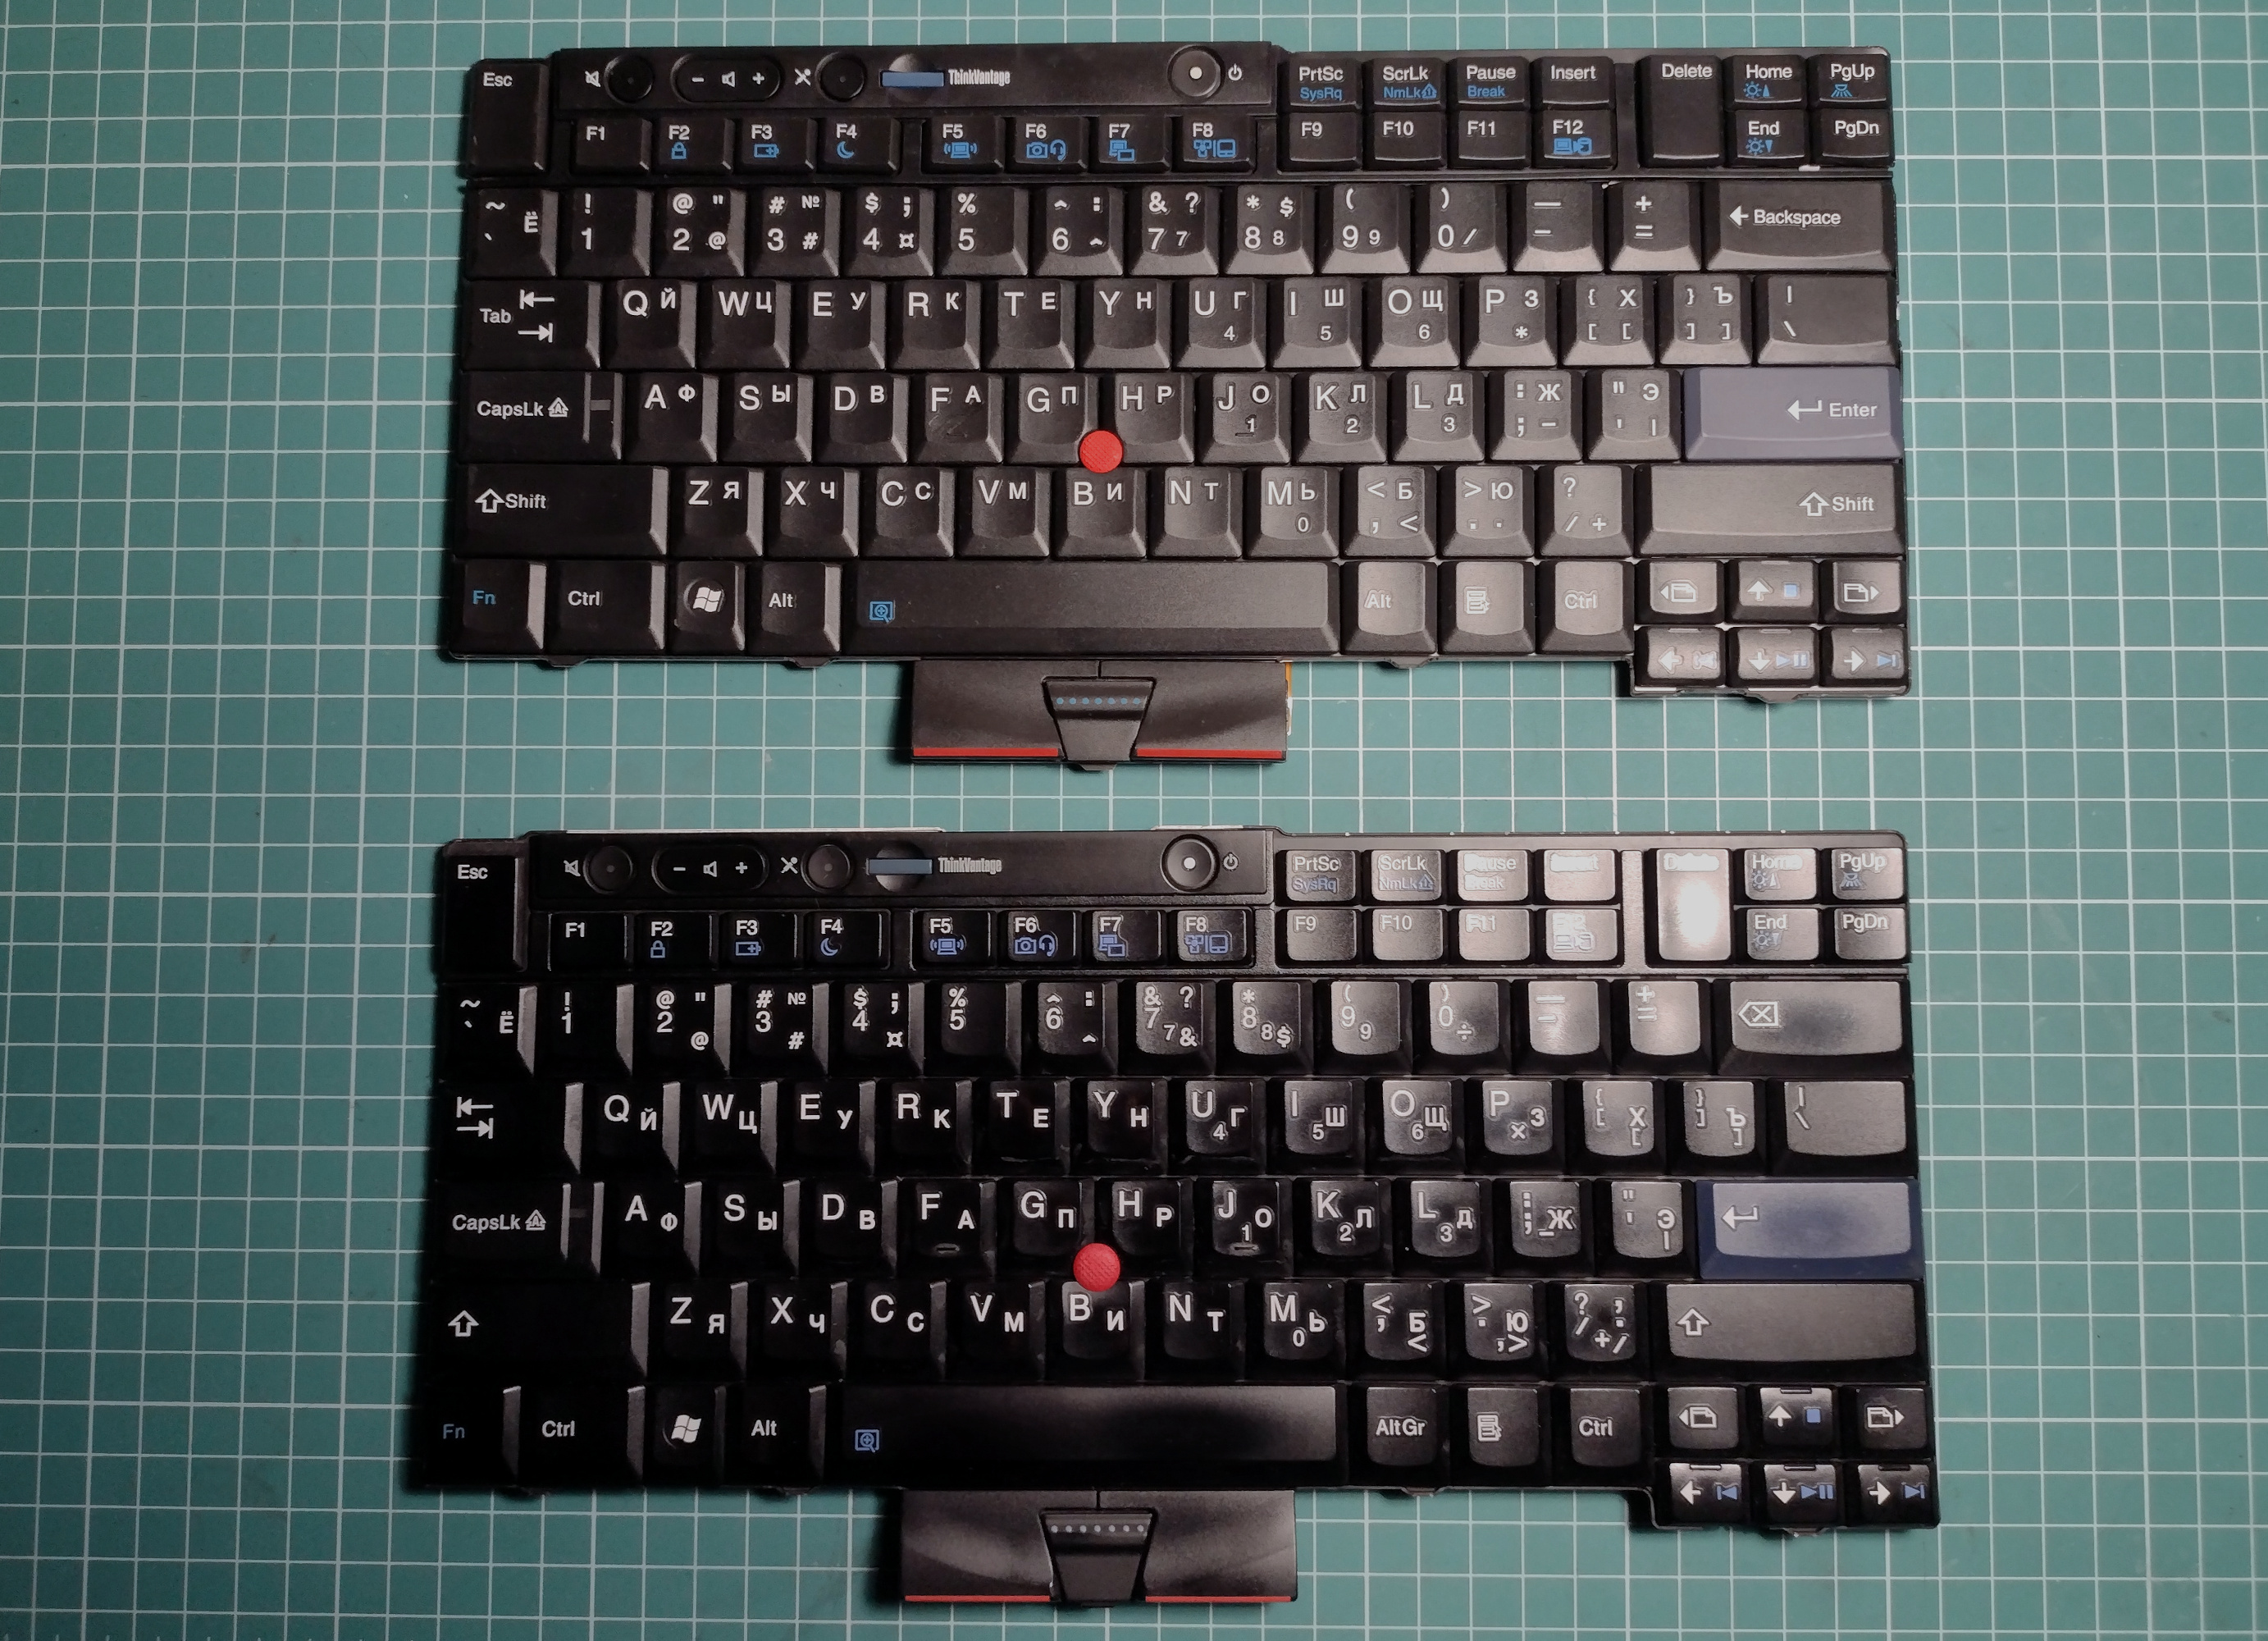 Esc − + ThinkVantage PrtSc ScrLk Pause Insert Delete Home PgUp
SysRq NmLk Break
F1 F2 F3 F4 F5 F6 F7 F8 F9 F10 F11 F12 End PgDn
~ Ё ! @ " # № $ ; % ^ : & ? * $ ( ) — + ← Backspace
` 1 2 @ 3 # 4 ¤ 5 6 ^ 7 7 8 8 9 9 0 / - =
Tab Q Й W Ц E У R К T Е Y Н U Г I Ш O Щ P З { Х } Ъ |
4 5 6 * [ [ ] ] \
CapsLk A Ф S Ы D В F А G П H Р J О K Л L Д : Ж " Э Enter
1 2 3 ; − ' |
Shift Z Я X Ч C С V М B И N Т M Ь < Б > Ю ? Shift
0 , < . . / +
Fn Ctrl Alt Alt Ctrl
Esc − + ThinkVantage PrtSc ScrLk Pause Delete Home PgUp
SysRq NmLk
F1 F2 F3 F4 F5 F6 F7 F8 F9 F10 F11 F12 End PgDn
~ ! @ " # № $ ; % ^ : & ? * ( ) — +
` Ё 1 2 @ 3 # 4 ¤ 5 6 ^ 7 7 & 8 8 $ 9 9 0 ÷ - =
Q Й W Ц E У R К T Е Y Н U Г I Ш O Щ P З { Х } Ъ |
4 5 6 x [ [ ] ] \
CapsLk A Ф S Ы D В F А G П H Р J О K Л L Д : Ж " Э
1 2 3 ; − ' |
Z Я X Ч C С V М B И N Т M Ь < Б > Ю ? ,
0 , < . , > / . + /
Fn Ctrl Alt AltGr Ctrl